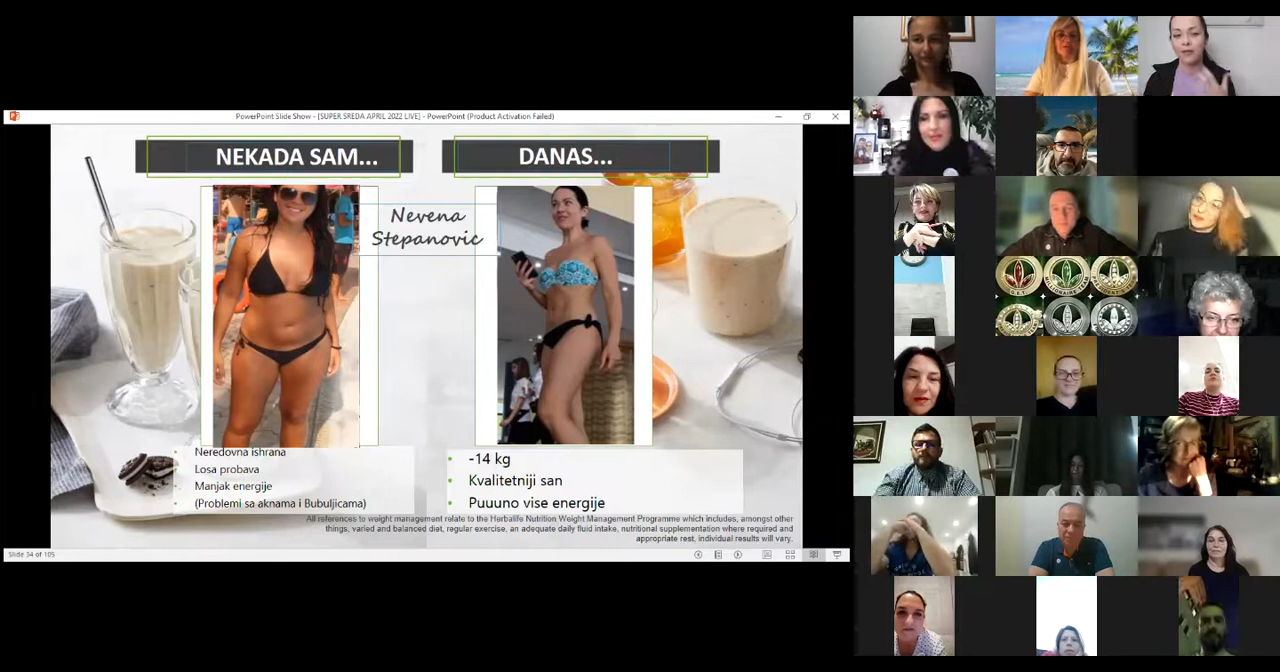 PowerPoint Slide Show - [SUPER SREDA APRIL 2022 LIVE] - PowerPoint (Product Activation Failed)
NEKADA SAM...
DANAS...
Nevena
Stepanovic
Neredovna ishrana
Losa probava
Manjak energije
(Problemi sa aknama i Bubuljicama)
-14 kg
Kvalitetniji san
Puuuno vise energije
All references to weight management relate to the Herbalife Nutrition Weight Management Programme which includes, amongst other
things, varied and balanced diet, regular exercise, an adequate daily fluid intake, nutritional supplementation where required and
appropriate rest, individual results will vary.
Slide 34 of 105